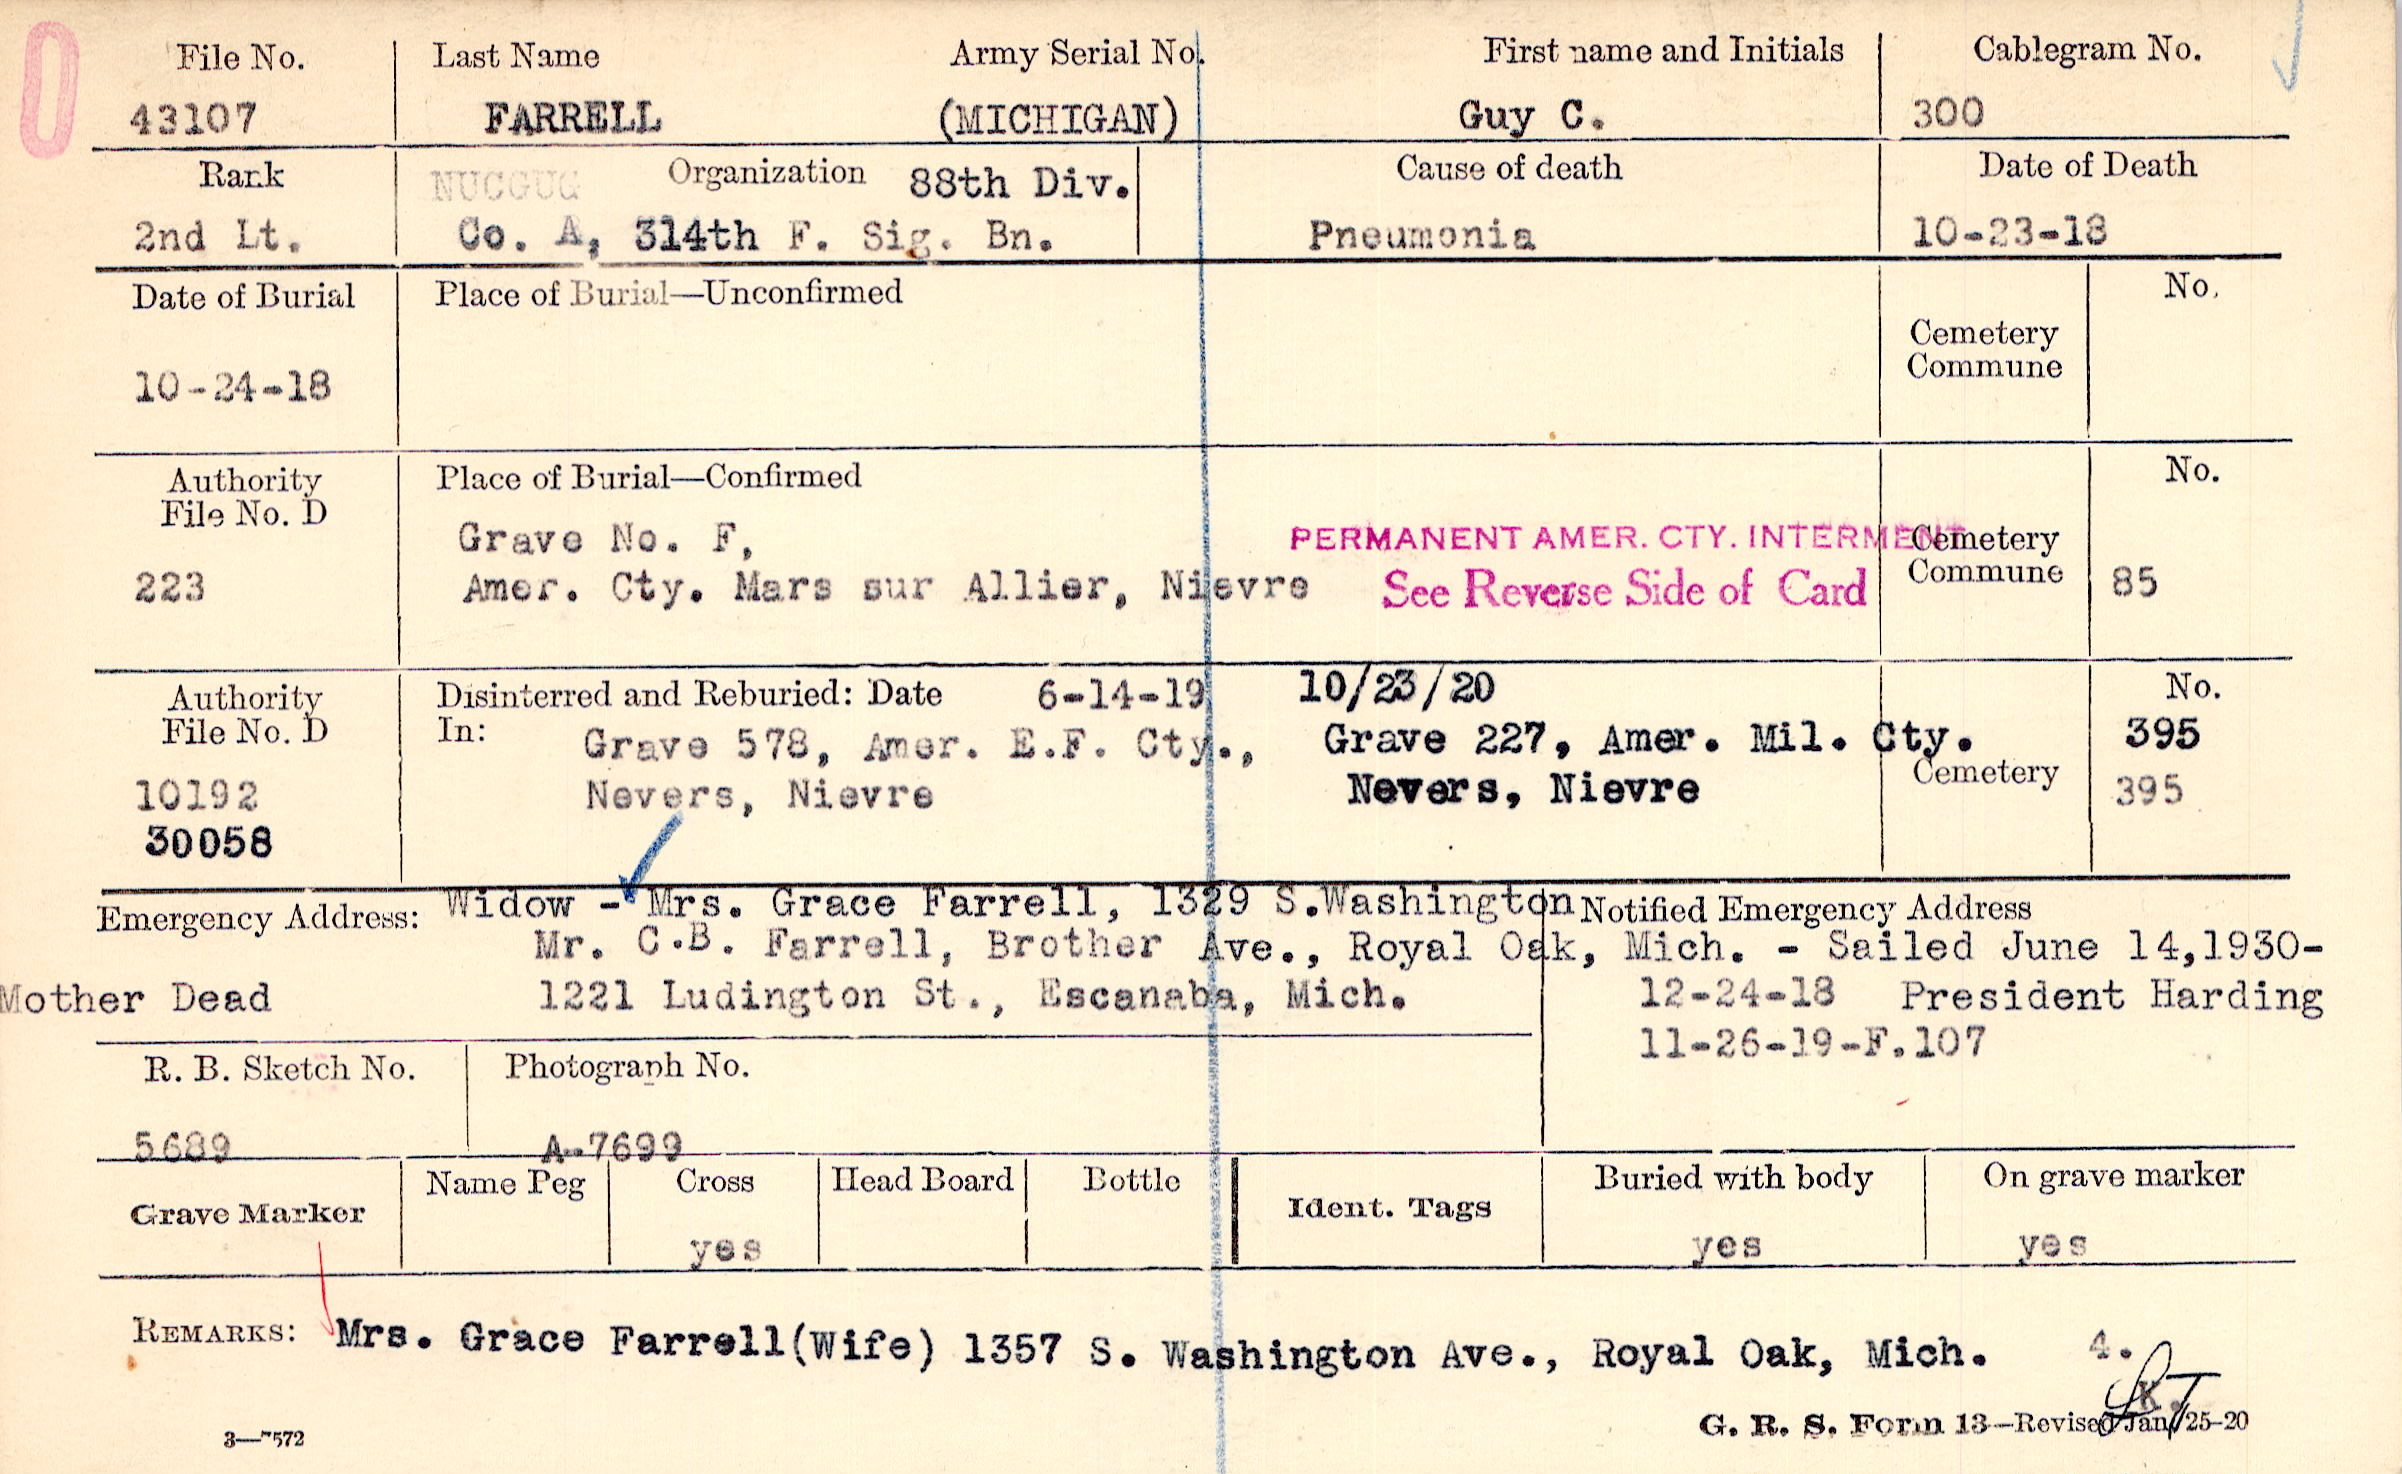 0
File No. Last Name Army Serial No. First name and Initials Cablegram No.
43107 FARRELL (MICHIGAN) Guy C. 300
Rank Organization 88th Div. Cause of death Date of Death
2nd Lt. Co. A, 314th F. Sig. Bn. Pneumonia 10-23-18
Date of Burial Place of Burial—Unconfirmed No.
Cemetery
Commune
10-24-18
Authority Place of Burial—Confirmed No.
File No. D
Grave No. F, PERMANENT AMER. CTY. INTERMENT Cemetery
223 Amer. Cty. Mars sur Allier, Nievre See Reverse Side of Card Commune 85
Authority Disinterred and Reburied: Date 6-14-19 10/23/20 No.
File No. D In: Grave 578, Amer. E.F. Cty., Grave 227, Amer. Mil. Cty. 395
Cemetery
10192 Nevers, Nievre Nevers, Nievre 395
30058
Emergency Address: Widow - Mrs. Grace Farrell, 1329 S.Washington Notified Emergency Address
Mr. C.B. Farrell, Brother Ave., Royal Oak, Mich. - Sailed June 14,1930-
Mother Dead 1221 Ludington St., Escanaba, Mich. 12-24-18 President Harding
11-26-19-F.107
R. B. Sketch No. Photograph No.
5689 A-7699
Grave Marker Name Peg Cross Head Board Bottle Ident. Tags Buried with body On grave marker
yes yes yes
REMARKS: Mrs. Grace Farrell(Wife) 1357 S. Washington Ave., Royal Oak, Mich. 4.
K.
3—7572 G. R. S. Form 13—Revised Jan 25-20